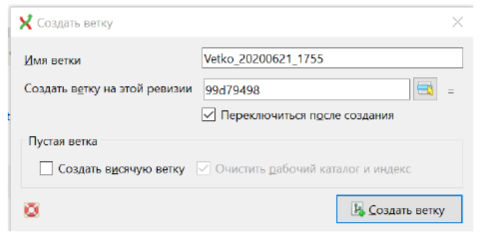 Создать ветку
Имя ветки
Vetko_20200621_1755
Создать ветку на этой ревизии
99d79498
=
Переключиться после создания
Пустая ветка
Создать висячую ветку
Очистить рабочий каталог и индекс
Создать ветку